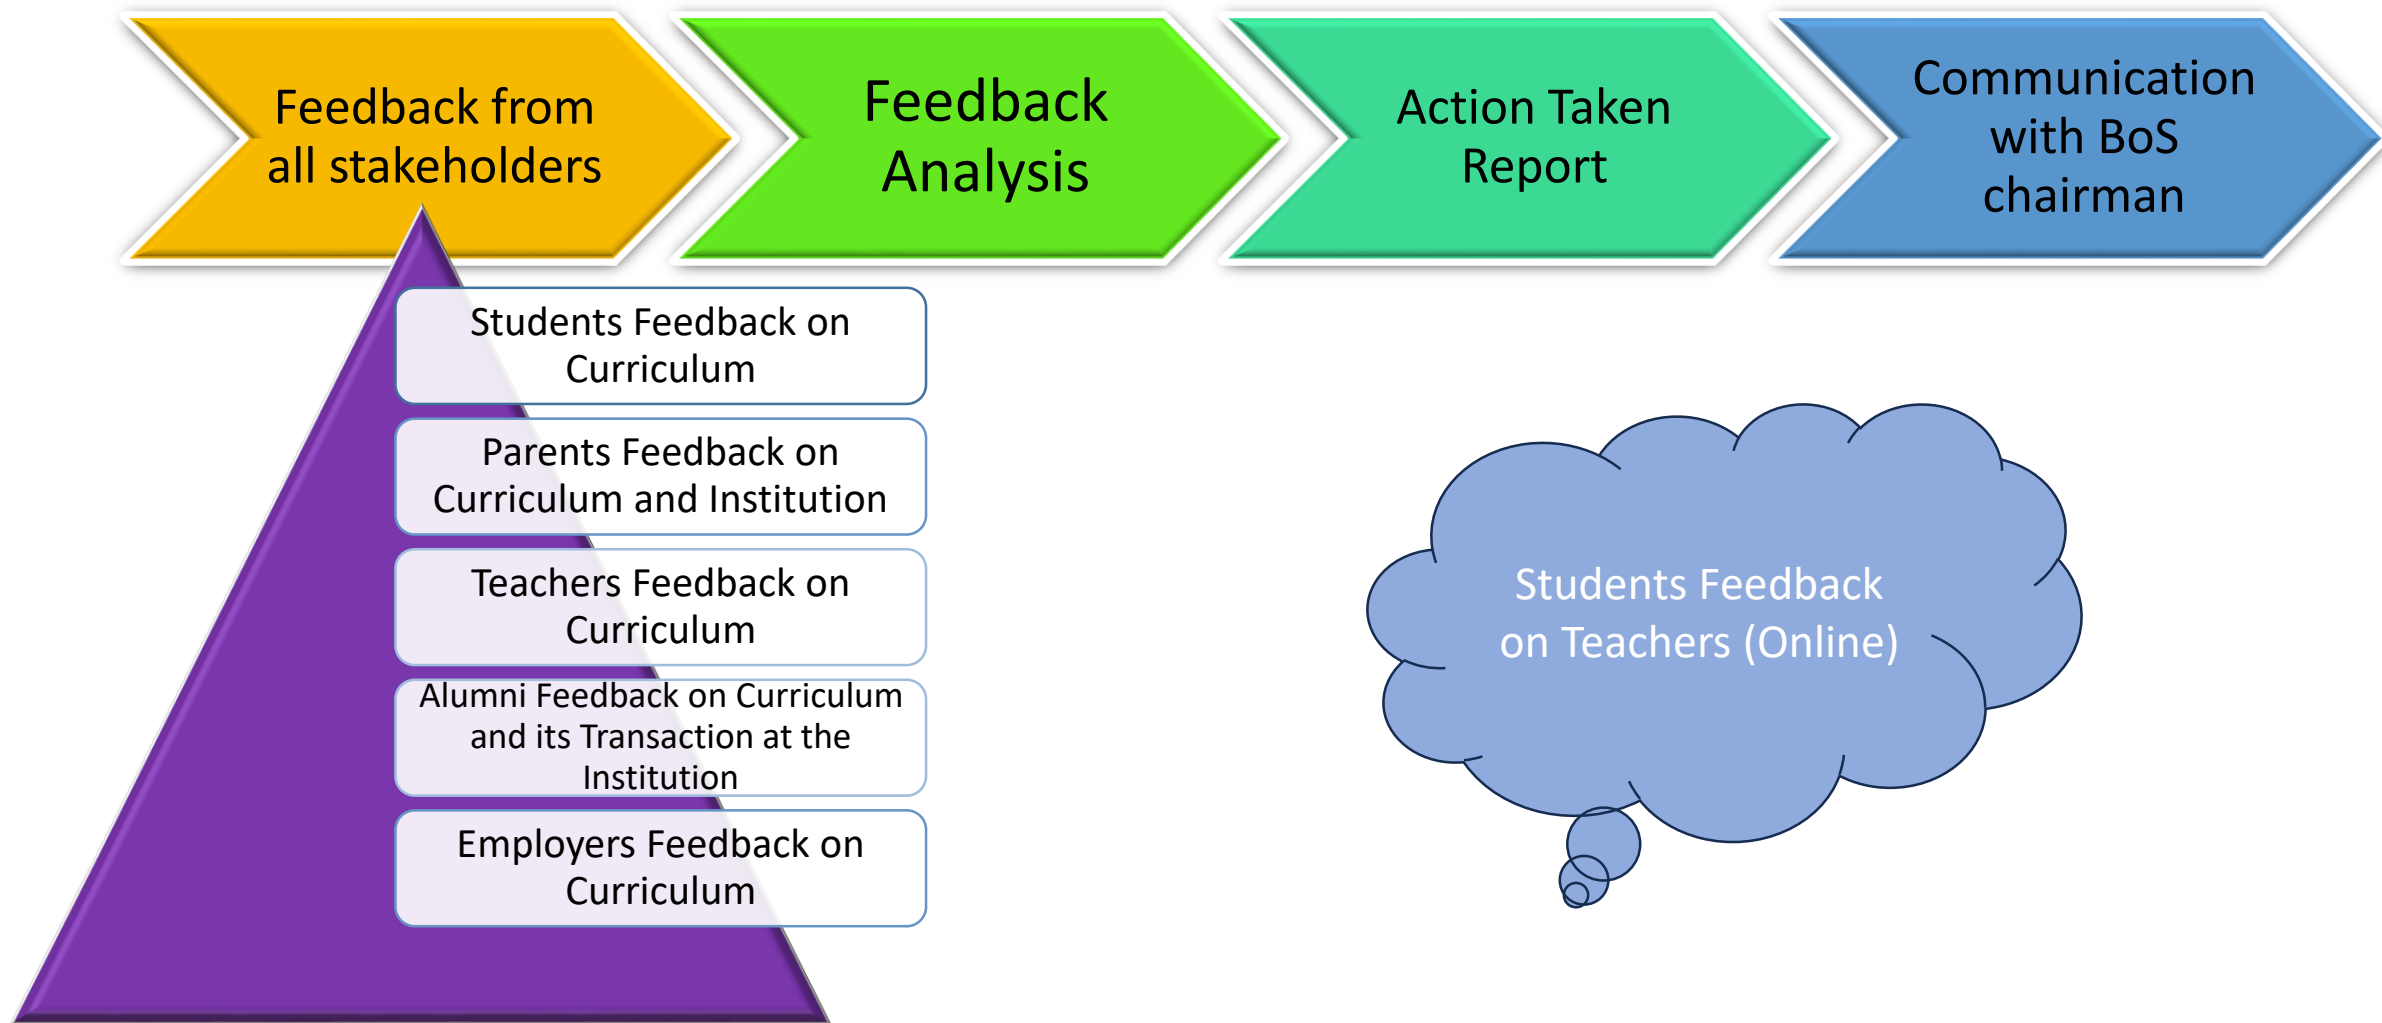 Feedback from
all stakeholders
Feedback
Analysis
Action Taken
Report
Communication
with BoS
chairman
Students Feedback on
Curriculum
Parents Feedback on
Curriculum and Institution
Teachers Feedback on
Curriculum
Alumni Feedback on Curriculum
and its Transaction at the
Institution
Employers Feedback on
Curriculum
Students Feedback
on Teachers (Online)